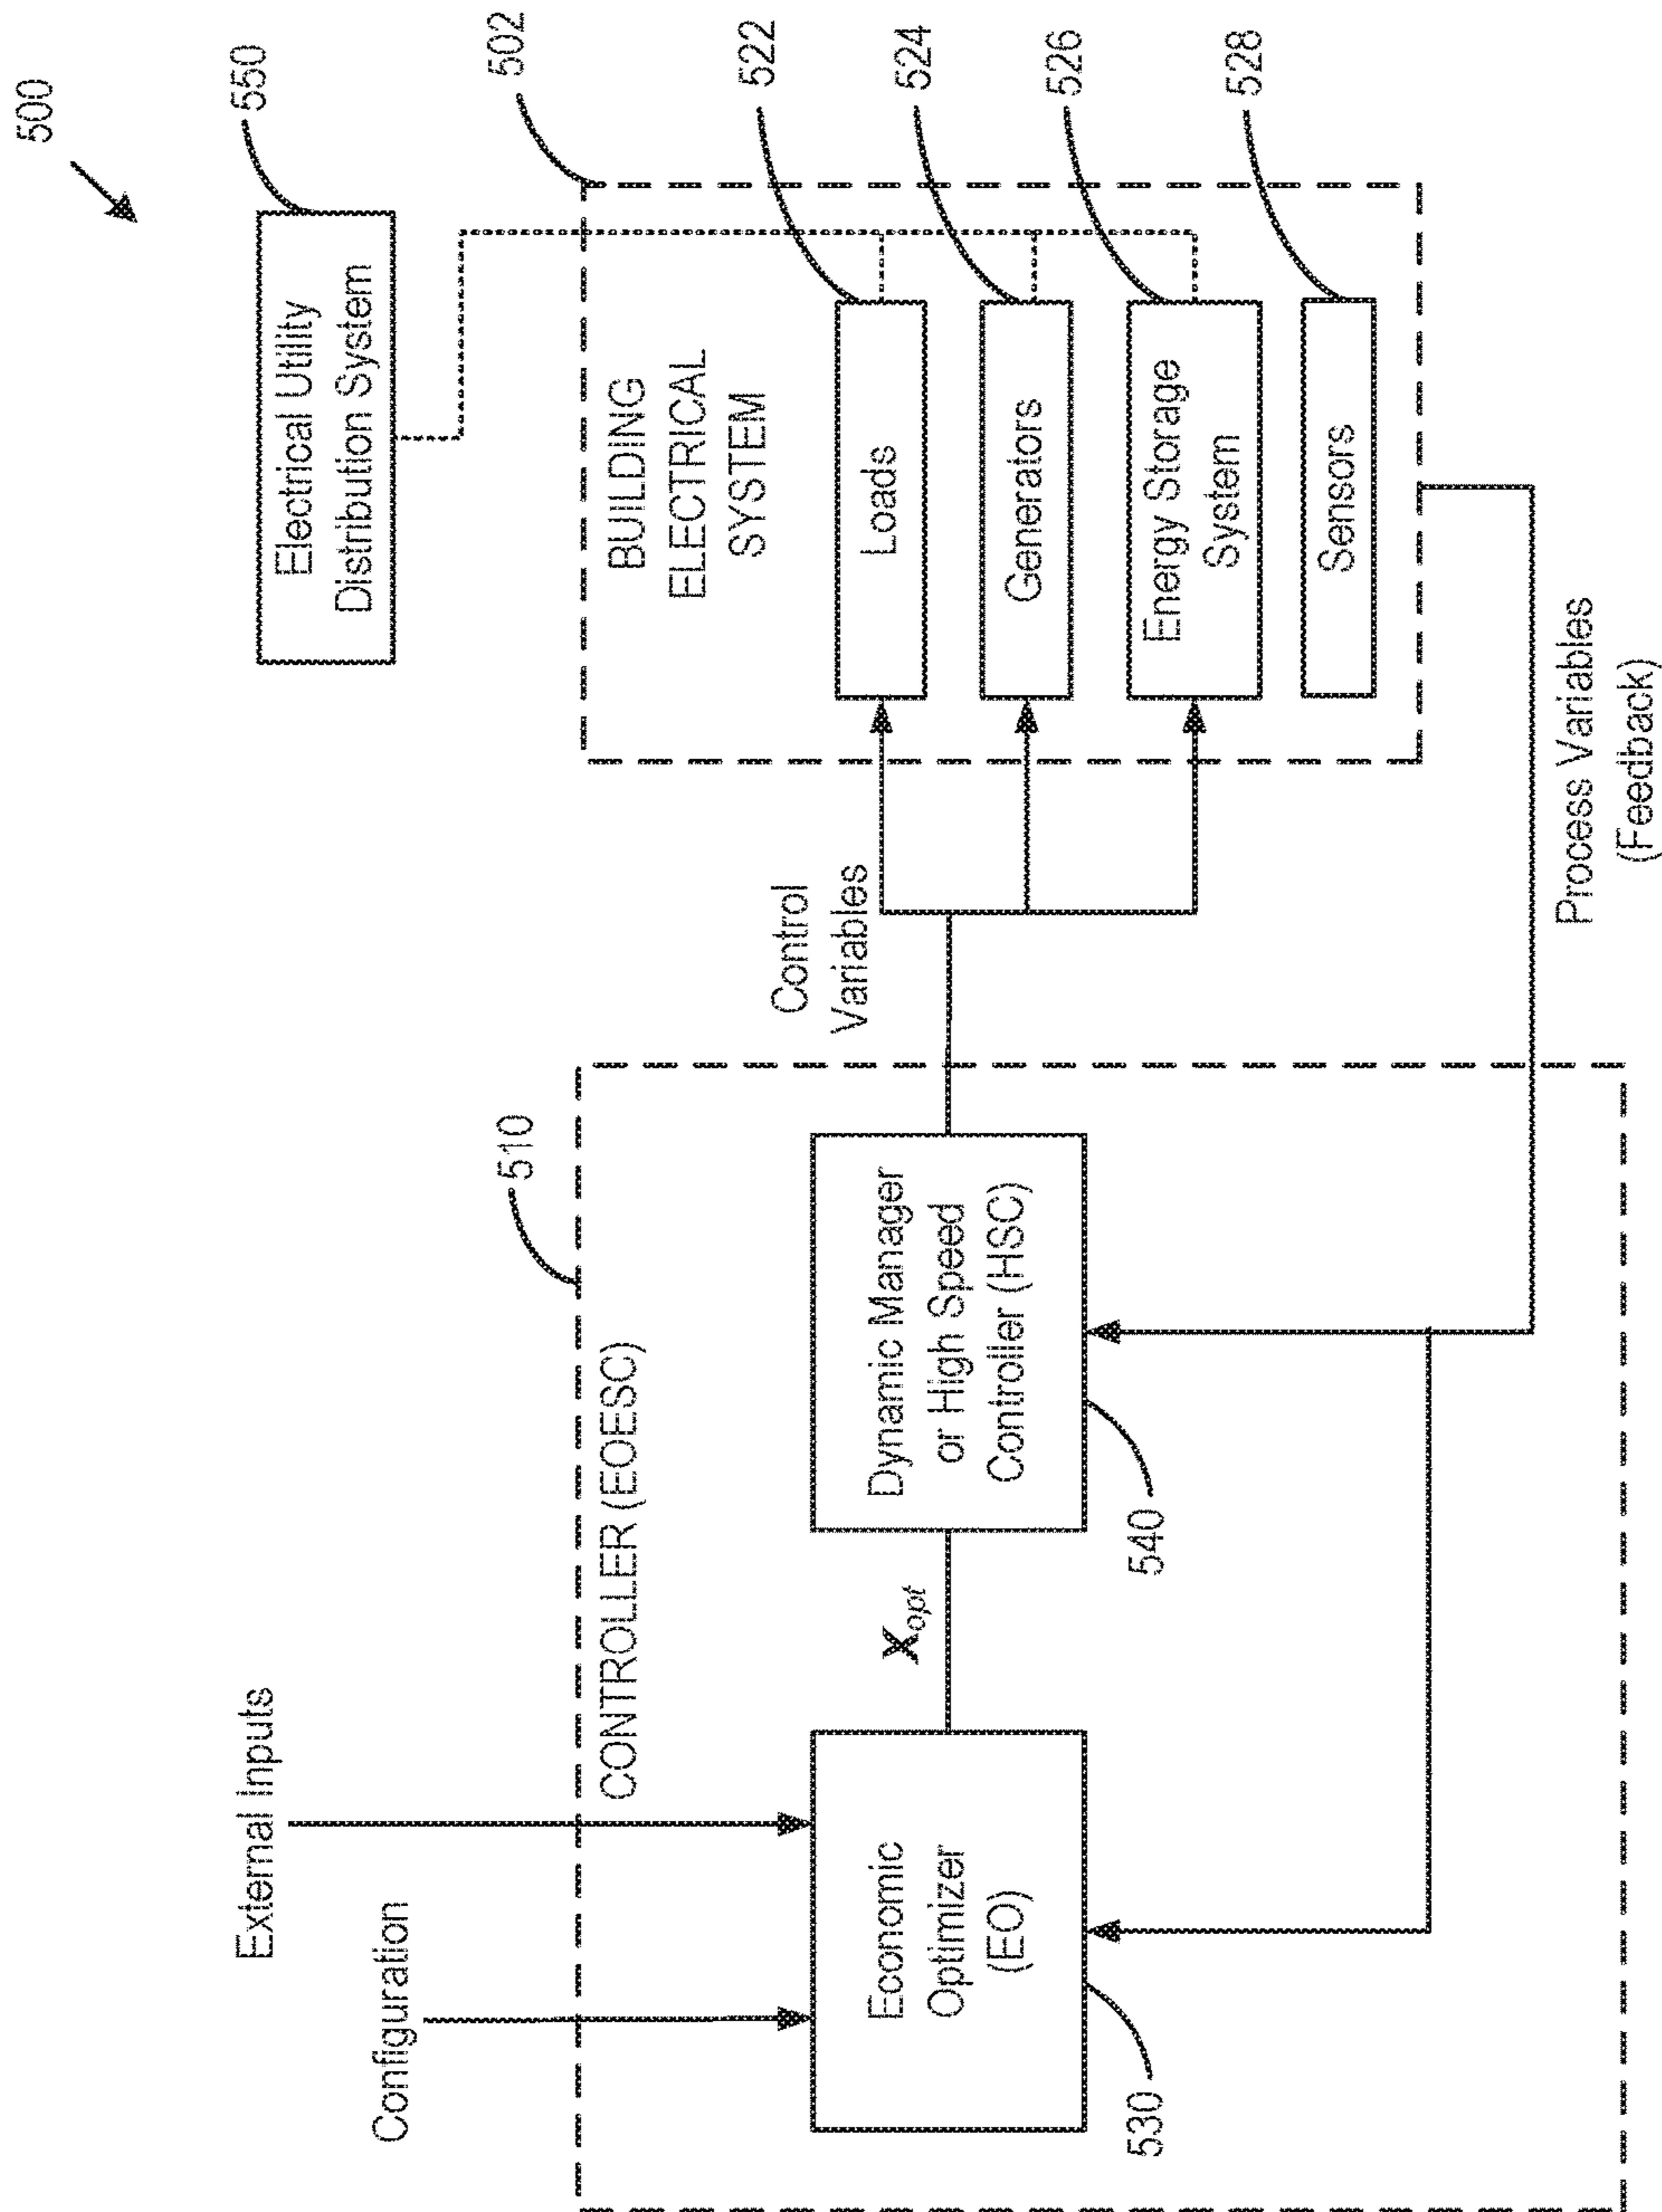 500
Electrical Utility
Distribution System
550
502
BUILDING
ELECTRICAL
SYSTEM
Loads
522
Generators
524
Energy Storage
System
526
Sensors
528
Control
Variables
Process Variables
(Feedback)
External Inputs
Configuration
510
CONTROLLER (EOESC)
Economic
Optimizer
(EO)
530
X_opt
Dynamic Manager
or High Speed
Controller (HSC)
540